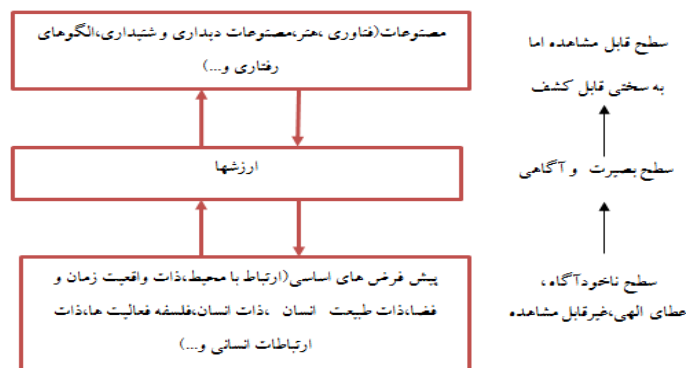 مصنوعات(فناوری ،هنر،مصنوعات دیداری و شنیداری،الگوهای
رفتاری و...)
سطح قابل مشاهده اما
به سختی قابل کشف
ارزشها
سطح بصیرت و آگاهی
پیش فرض های اساسی(ارتباط با محیط،ذات واقعیت زمان و
فضا،ذات طبیعت انسان ،ذات انسان،فلسفه فعالیت ها،ذات
ارتباطات انسانی و...)
سطح ناخودآگاه،
عطای الهی،غیرقابل مشاهده